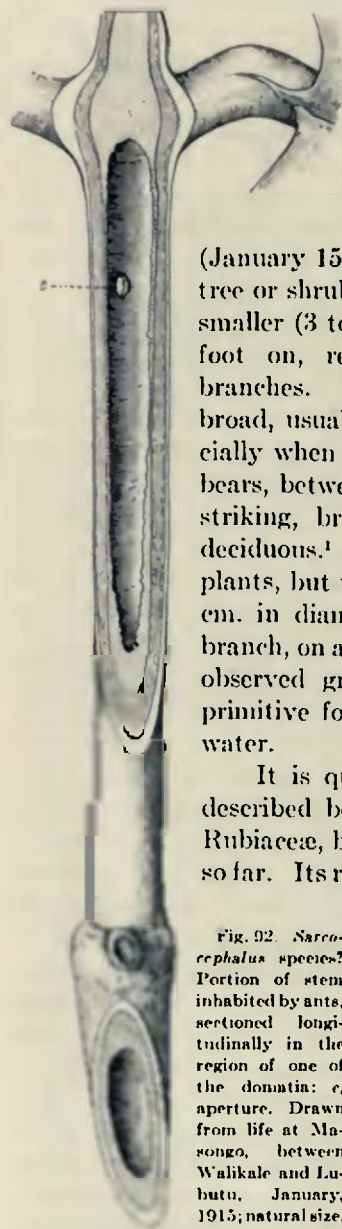 (January 15
tree or shrul
smaller (3 to
foot on, re
branches.
broad, usual
cially when
bears, betwe
striking, br
deciduous.¹
plants, but
em. in diam
branch, on a
observed gr
primitive fo
water.
It is qu
described be
Rubiaceæ, b
so far. Its r
Fig. 92. Sarco-
cephalus species?
Portion of stem
inhabited by ants,
sectioned longi-
tudinally in the
region of one of
the domatia: e,
aperture. Drawn
from life at Ma-
songo, between
Walikale and Lu-
butu, January,
1915; natural size.